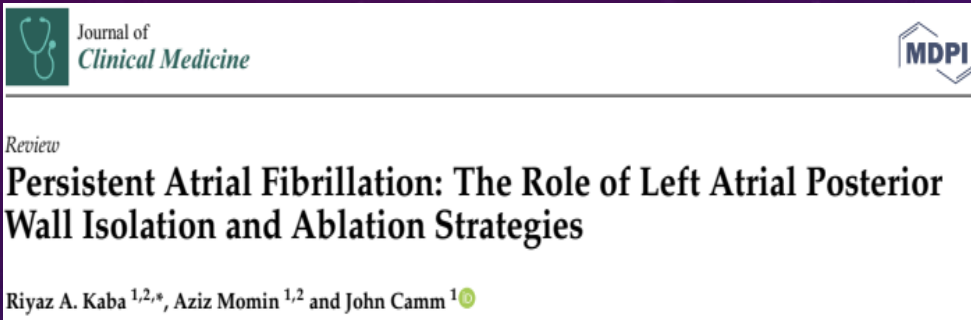 Journal of
Clinical Medicine
MDPI
Review
Persistent Atrial Fibrillation: The Role of Left Atrial Posterior
Wall Isolation and Ablation Strategies
Riyaz A. Kaba 1,2,*, Aziz Momin 1,2 and John Camm 1 iD